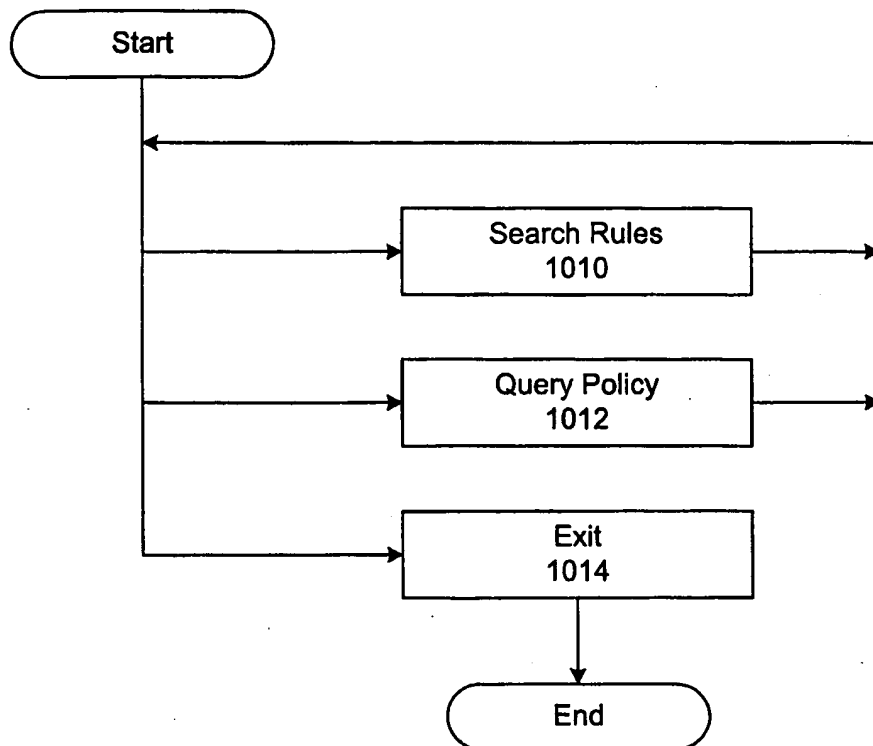 Start
Search Rules
1010
Query Policy
1012
Exit
1014
End